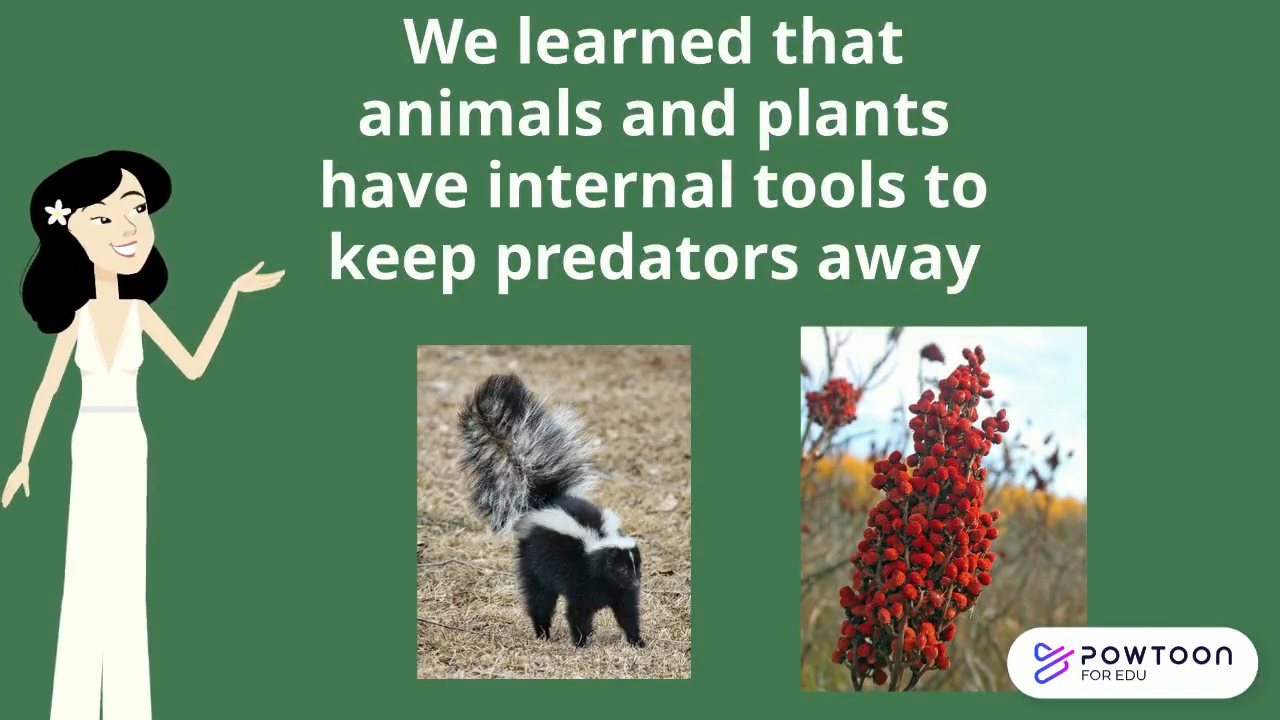 We learned that
animals and plants
have internal tools to
keep predators away
POWTOON
FOR EDU